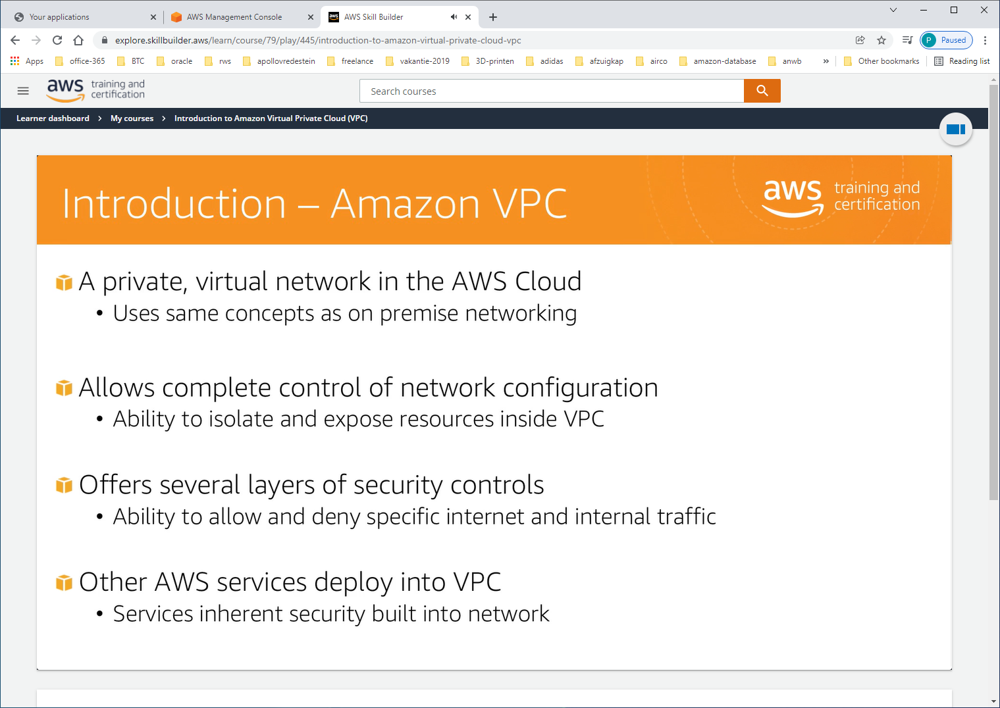 Your applications
AWS Management Console
aws AWS Skill Builder
explore.skillbuilder.aws/learn/course/79/play/445/introduction-to-amazon-virtual-private-cloud-vpc
P Paused
Apps office-365 BTC oracle rws apollovredestein freelance vakantie-2019 3D-printen adidas afzuigkap airco amazon-database anwb » Other bookmarks Reading list
aws training and
certification
Search courses
Learner dashboard > My courses > Introduction to Amazon Virtual Private Cloud (VPC)
Introduction – Amazon VPC
aws training and
certification
A private, virtual network in the AWS Cloud
• Uses same concepts as on premise networking
Allows complete control of network configuration
• Ability to isolate and expose resources inside VPC
Offers several layers of security controls
• Ability to allow and deny specific internet and internal traffic
Other AWS services deploy into VPC
• Services inherent security built into network